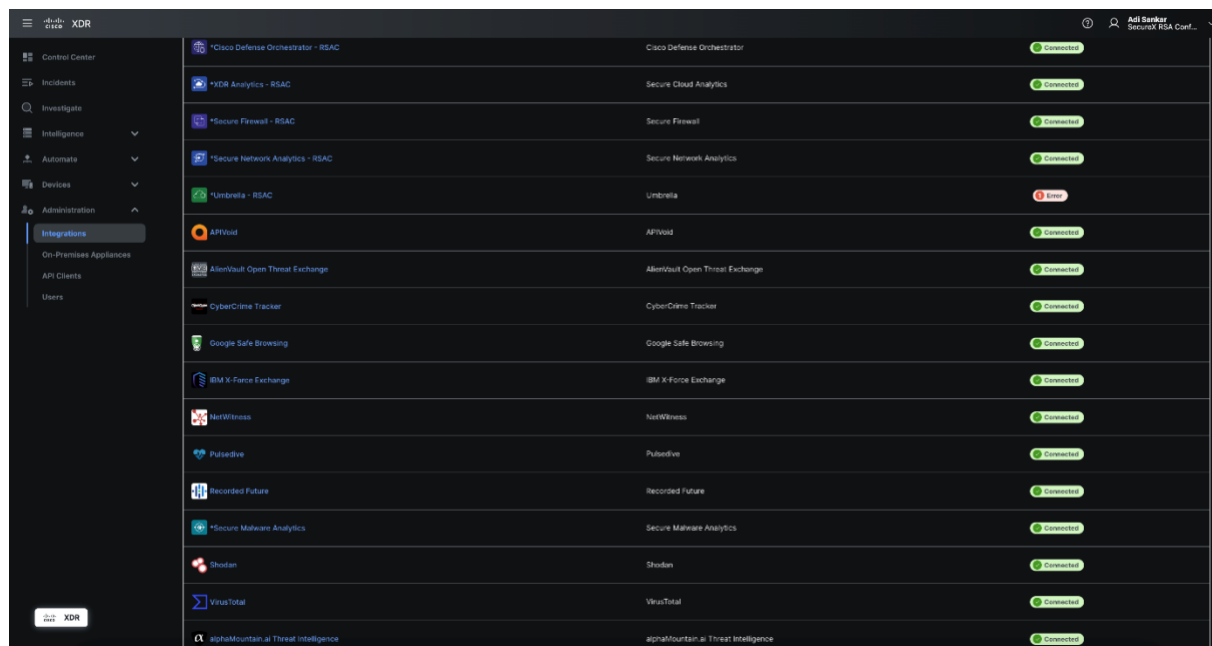 CISCO XDR
Adi Sankar
SecureX RSA Conf...
Control Center
Incidents
Investigate
Intelligence
Automate
Devices
Administration
Integrations
On-Premises Appliances
API Clients
Users
*Cisco Defense Orchestrator - RSAC Cisco Defense Orchestrator Connected
*XDR Analytics - RSAC Secure Cloud Analytics Connected
*Secure Firewall - RSAC Secure Firewall Connected
*Secure Network Analytics - RSAC Secure Network Analytics Connected
*Umbrella - RSAC Umbrella Error
APIVoid APIVoid Connected
AlienVault Open Threat Exchange AlienVault Open Threat Exchange Connected
CyberCrime Tracker CyberCrime Tracker Connected
Google Safe Browsing Google Safe Browsing Connected
IBM X-Force Exchange IBM X-Force Exchange Connected
NetWitness NetWitness Connected
Pulsedive Pulsedive Connected
Recorded Future Recorded Future Connected
*Secure Malware Analytics Secure Malware Analytics Connected
Shodan Shodan Connected
VirusTotal VirusTotal Connected
alphaMountain.ai Threat Intelligence alphaMountain.ai Threat Intelligence Connected
CISCO XDR